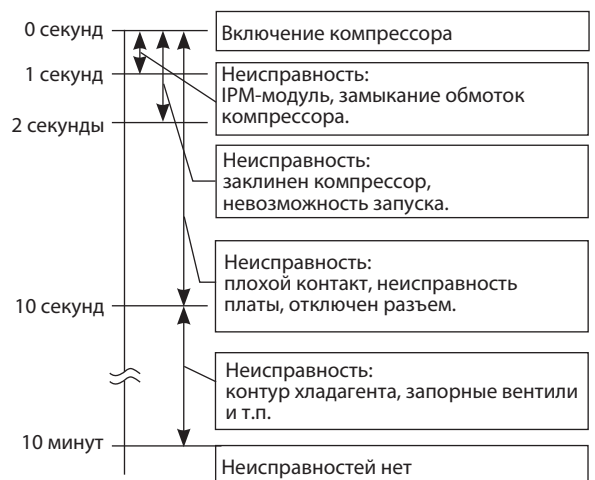 0 секунд
Включение компрессора
1 секунд
Неисправность:
IPM-модуль, замыкание обмоток
компрессора.
2 секунды
Неисправность:
заклинен компрессор,
невозможность запуска.
Неисправность:
плохой контакт, неисправность
платы, отключен разъем.
10 секунд
Неисправность:
контур хладагента, запорные вентили
и т.п.
10 минут
Неисправностей нет